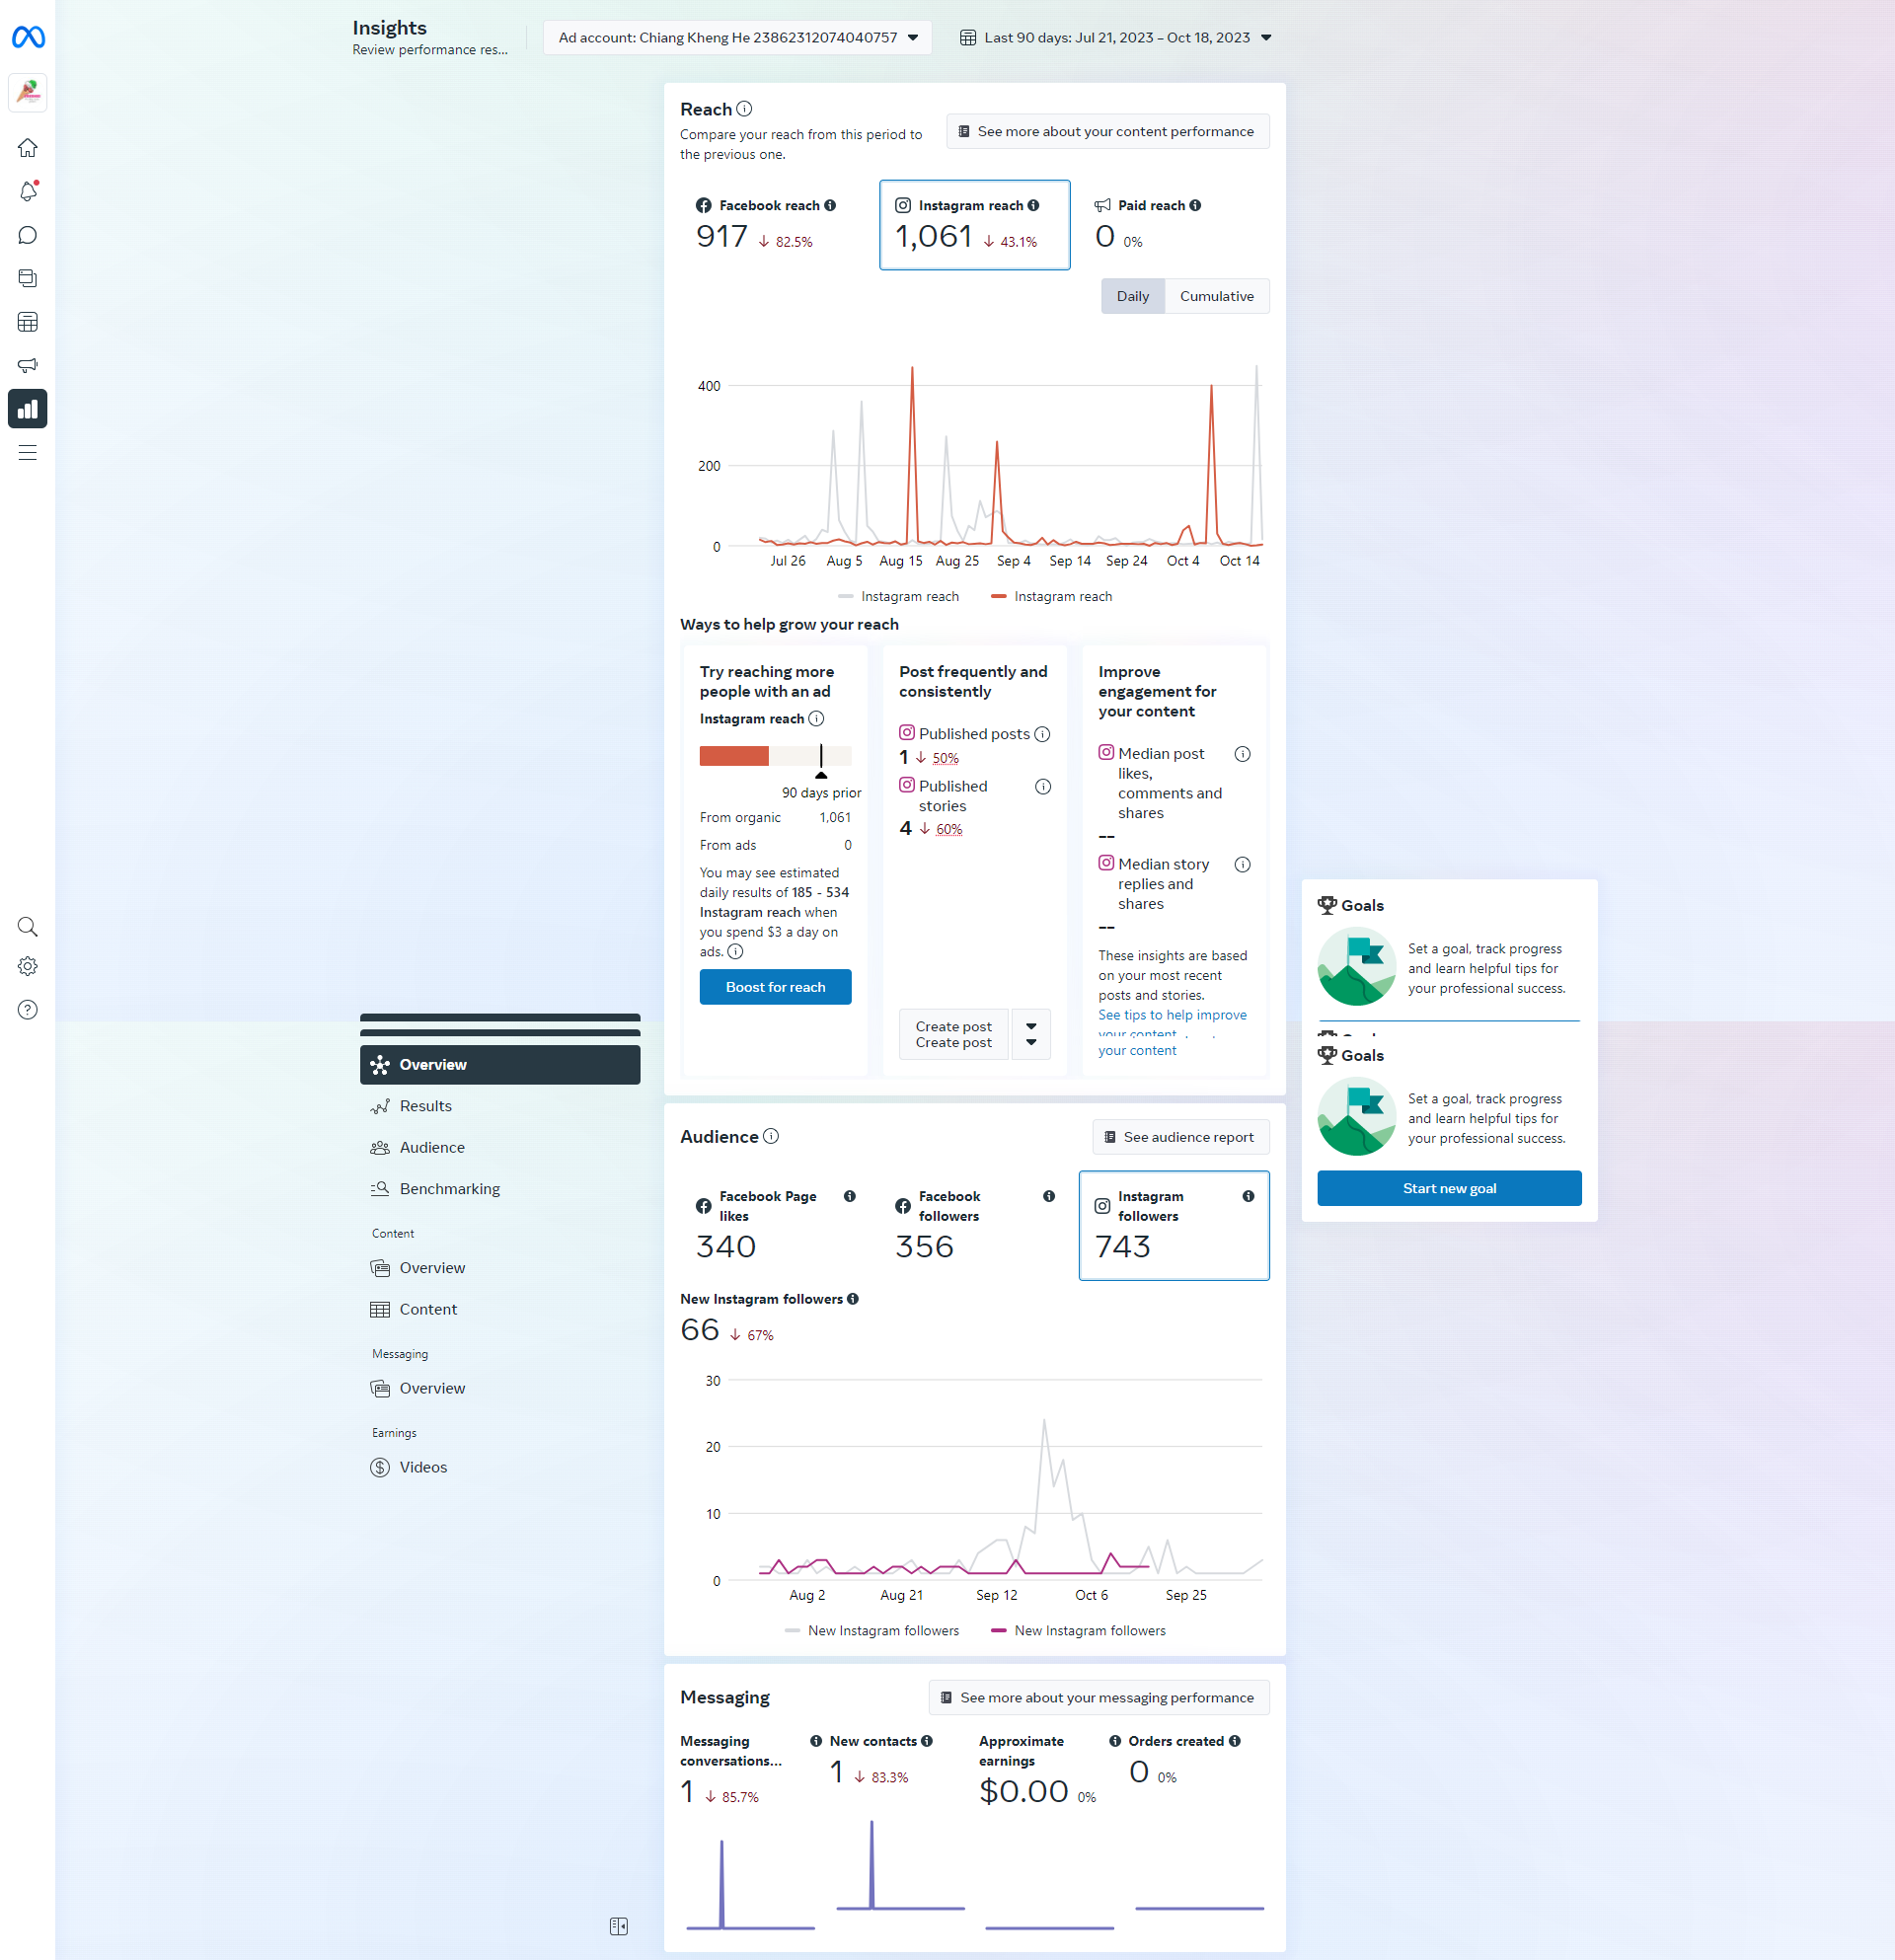 Insights
Review performance res...
Ad account: Chiang Kheng He 23862312074040757
Last 90 days: Jul 21, 2023 – Oct 18, 2023
Reach
Compare your reach from this period to
the previous one.
See more about your content performance
Facebook reach
917 ↓ 82.5%
Instagram reach
1,061 ↓ 43.1%
Paid reach
0 0%
Daily
Cumulative
400
200
0
Jul 26 Aug 5 Aug 15 Aug 25 Sep 4 Sep 14 Sep 24 Oct 4 Oct 14
Instagram reach Instagram reach
Ways to help grow your reach
Try reaching more
people with an ad
Instagram reach
90 days prior
From organic 1,061
From ads 0
You may see estimated
daily results of 185 - 534
Instagram reach when
you spend $3 a day on
ads.
Boost for reach
Post frequently and
consistently
Published posts
1 ↓ 50%
Published
stories
4 ↓ 60%
Create post
Create post
Improve
engagement for
your content
Median post
likes,
comments and
shares
--
Median story
replies and
shares
--
These insights are based
on your most recent
posts and stories.
See tips to help improve
your content
your content
Goals
Set a goal, track progress
and learn helpful tips for
your professional success.
Goals
Goals
Set a goal, track progress
and learn helpful tips for
your professional success.
Start new goal
Overview
Results
Audience
Benchmarking
Content
Overview
Content
Messaging
Overview
Earnings
Videos
Audience
See audience report
Facebook Page
likes
340
Facebook
followers
356
Instagram
followers
743
New Instagram followers
66 ↓ 67%
30
20
10
0
Aug 2 Aug 21 Sep 12 Oct 6 Sep 25
New Instagram followers New Instagram followers
Messaging
See more about your messaging performance
Messaging
conversations...
1 ↓ 85.7%
New contacts
1 ↓ 83.3%
Approximate
earnings
$0.00 0%
Orders created
0 0%